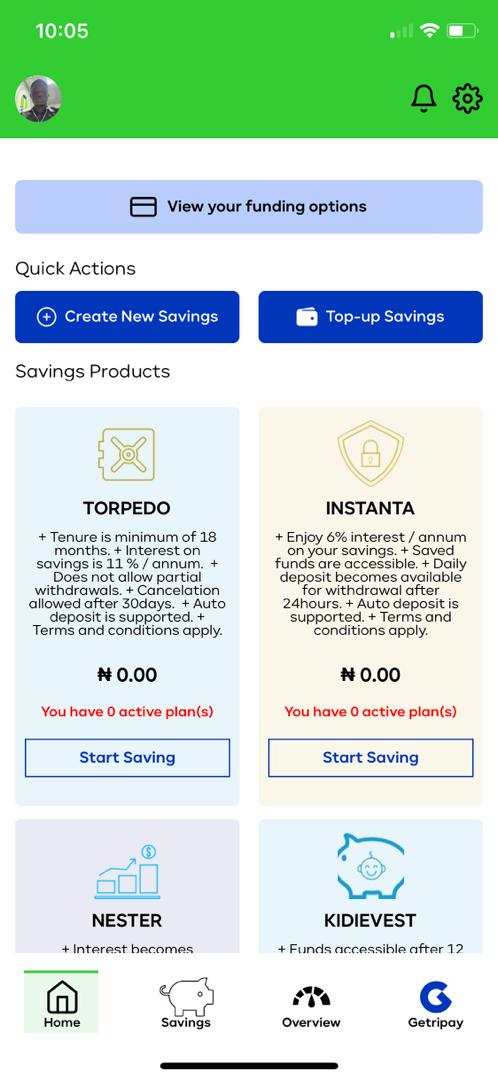 10:05
View your funding options
Quick Actions
Create New Savings
Top-up Savings
Savings Products
TORPEDO
+ Tenure is minimum of 18
months. + Interest on
savings is 11 % / annum. +
Does not allow partial
withdrawals. + Cancelation
allowed after 30days. + Auto
deposit is supported. +
Terms and conditions apply.
₦ 0.00
You have 0 active plan(s)
Start Saving
INSTANTA
+ Enjoy 6% interest / annum
on your savings. + Saved
funds are accessible. + Daily
deposit becomes available
for withdrawal after
24hours. + Auto deposit is
supported. + Terms and
conditions apply.
₦ 0.00
You have 0 active plan(s)
Start Saving
NESTER
+ Interest becomes
KIDIEVEST
+ Funds accessible after 12
Home
Savings
Overview
Getripay